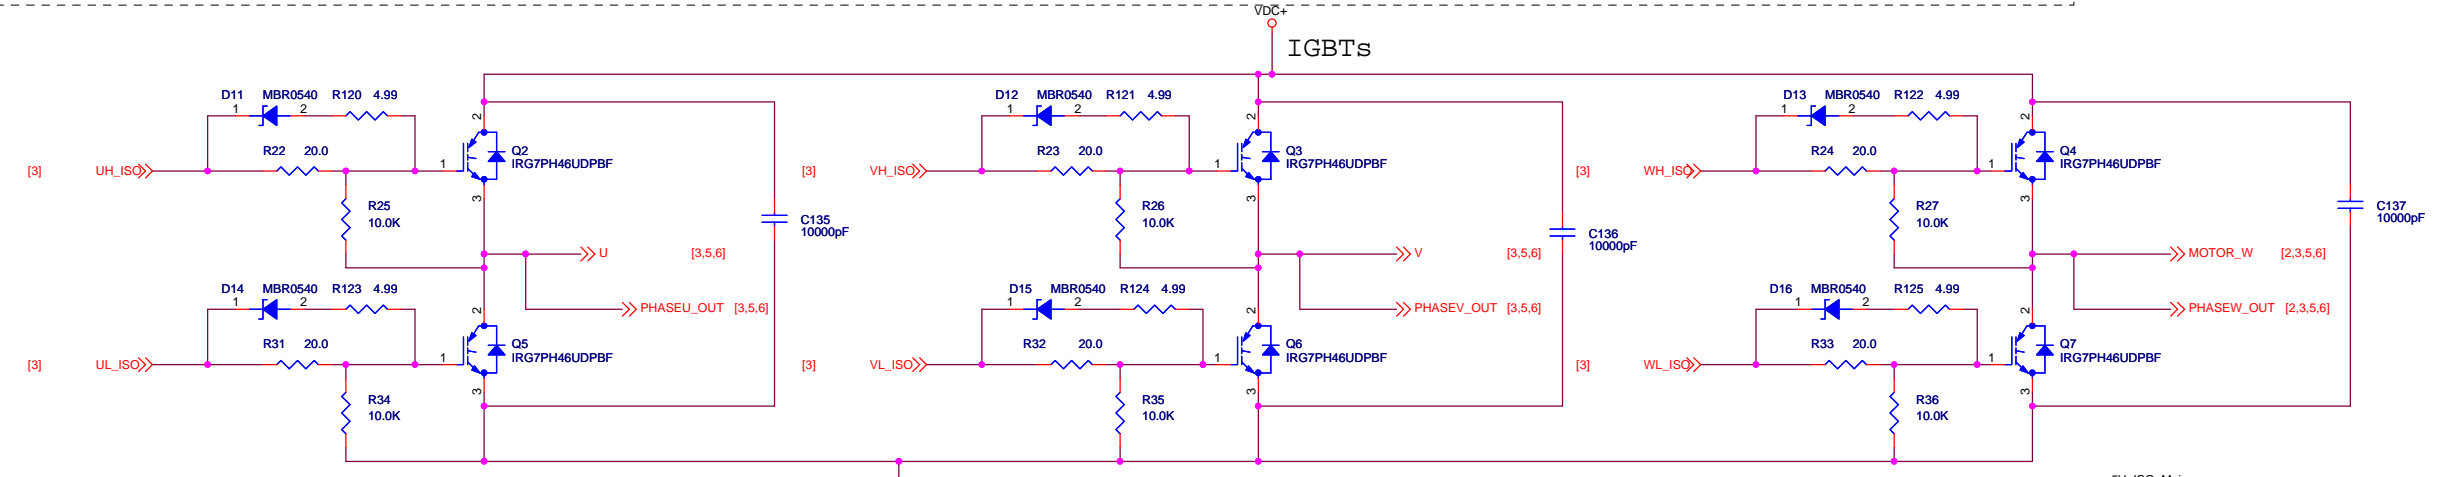 VDC+
IGBTs
D11 MBR0540 R120 4.99
1 2
R22 20.0
[3] UH_ISO
1
2
Q2
IRG7PH46UDPBF
3
R25
10.0K
C135
10000pF
U [3,5,6]
PHASEU_OUT [3,5,6]
D14 MBR0540 R123 4.99
1 2
R31 20.0
[3] UL_ISO
1
2
Q5
IRG7PH46UDPBF
3
R34
10.0K
D12 MBR0540 R121 4.99
1 2
R23 20.0
[3] VH_ISO
1
2
Q3
IRG7PH46UDPBF
3
R26
10.0K
C136
10000pF
V [3,5,6]
PHASEV_OUT [3,5,6]
D15 MBR0540 R124 4.99
1 2
R32 20.0
[3] VL_ISO
1
2
Q6
IRG7PH46UDPBF
3
R35
10.0K
D13 MBR0540 R122 4.99
1 2
R24 20.0
[3] WH_ISO
1
2
Q4
IRG7PH46UDPBF
3
R27
10.0K
C137
10000pF
MOTOR_W [2,3,5,6]
PHASEW_OUT [2,3,5,6]
D16 MBR0540 R125 4.99
1 2
R33 20.0
[3] WL_ISO
1
2
Q7
IRG7PH46UDPBF
3
R36
10.0K